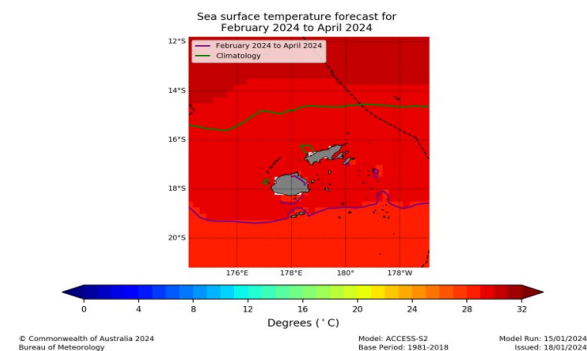 Sea surface temperature forecast for
February 2024 to April 2024
February 2024 to April 2024
Climatology
12°S
14°S
16°S
18°S
20°S
176°E 178°E 180° 178°W
0 4 8 12 16 20 24 28 32
Degrees (°C)
© Commonwealth of Australia 2024 Model: ACCESS-S2 Model Run: 15/01/2024
Bureau of Meteorology Base Period: 1981-2018 Issued: 18/01/2024